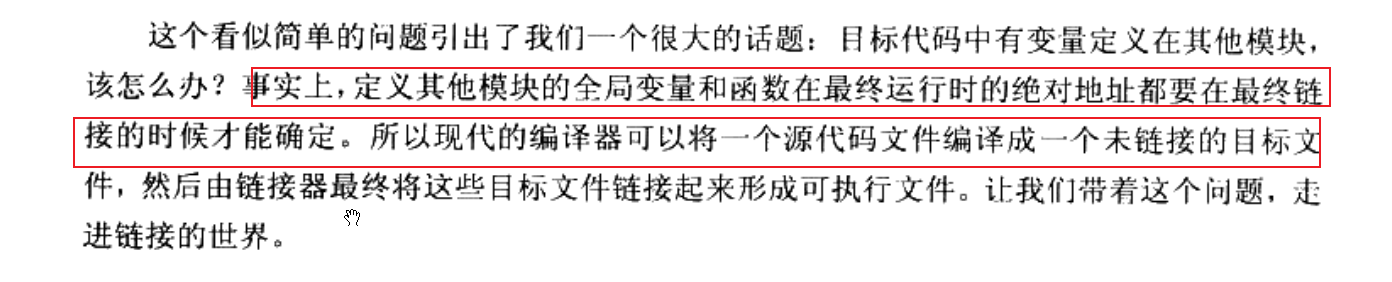 这个看似简单的问题引出了我们一个很大的话题：目标代码中有变量定义在其他模块，
该怎么办？事实上，定义其他模块的全局变量和函数在最终运行时的绝对地址都要在最终链
接的时候才能确定。所以现代的编译器可以将一个源代码文件编译成一个未链接的目标文
件，然后由链接器最终将这些目标文件链接起来形成可执行文件。让我们带着这个问题，走
进链接的世界。